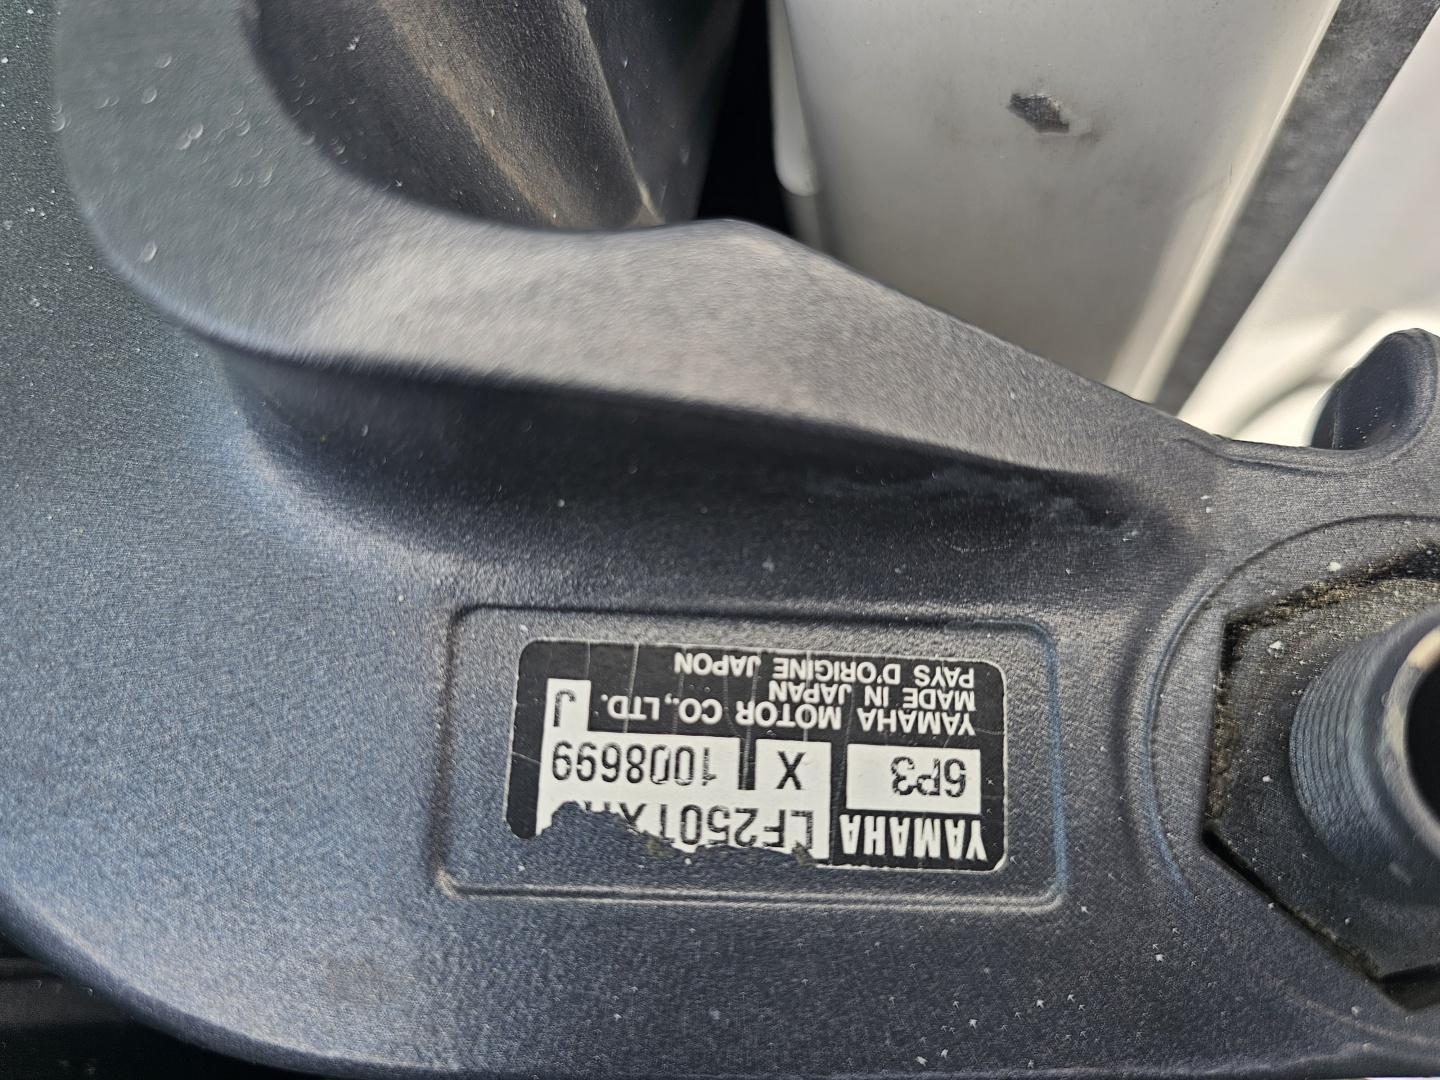 YAMAHA LF250TX
6P3 X 1008699
YAMAHA MOTOR CO., LTD. J
MADE IN JAPAN
PAYS D'ORIGINE JAPON